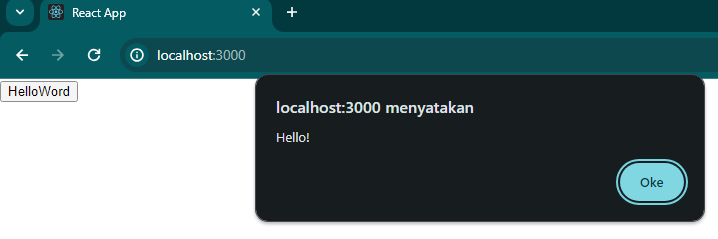 React App
localhost:3000
HelloWord
localhost:3000 menyatakan
Hello!
Oke